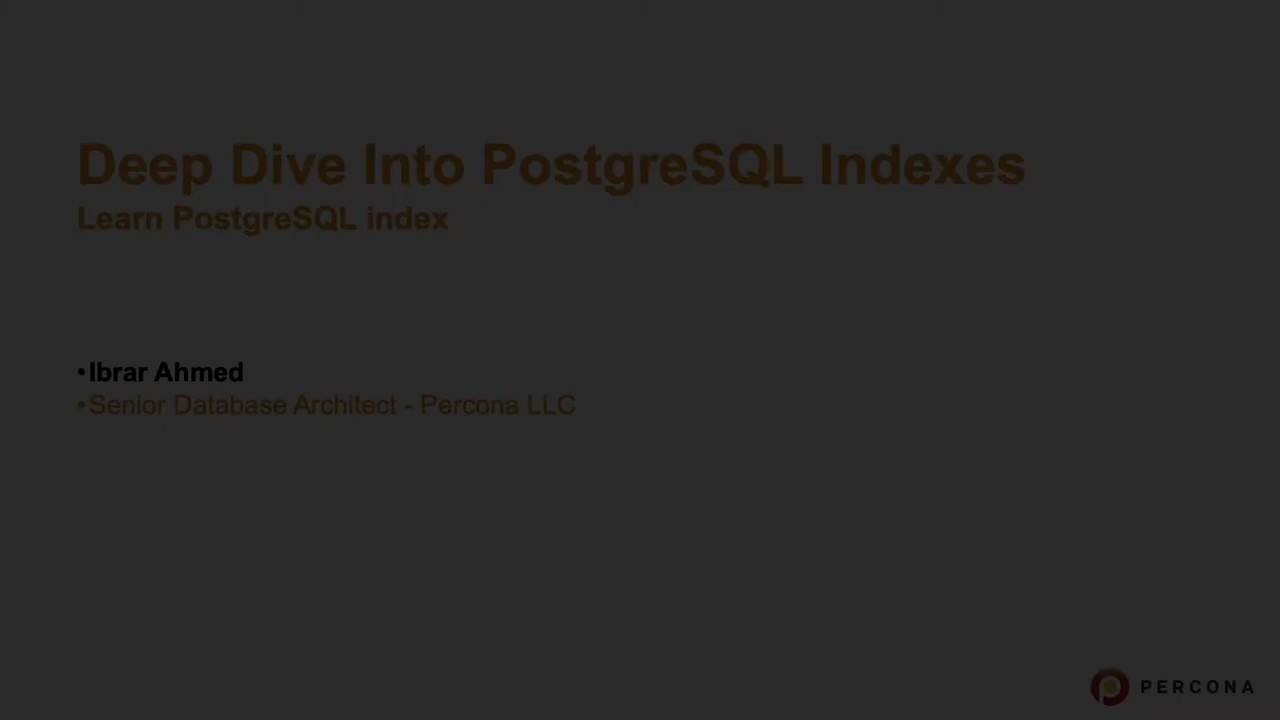 Deep Dive Into PostgreSQL Indexes
Learn PostgreSQL index
•Ibrar Ahmed
•Senior Database Architect - Percona LLC
PERCONA